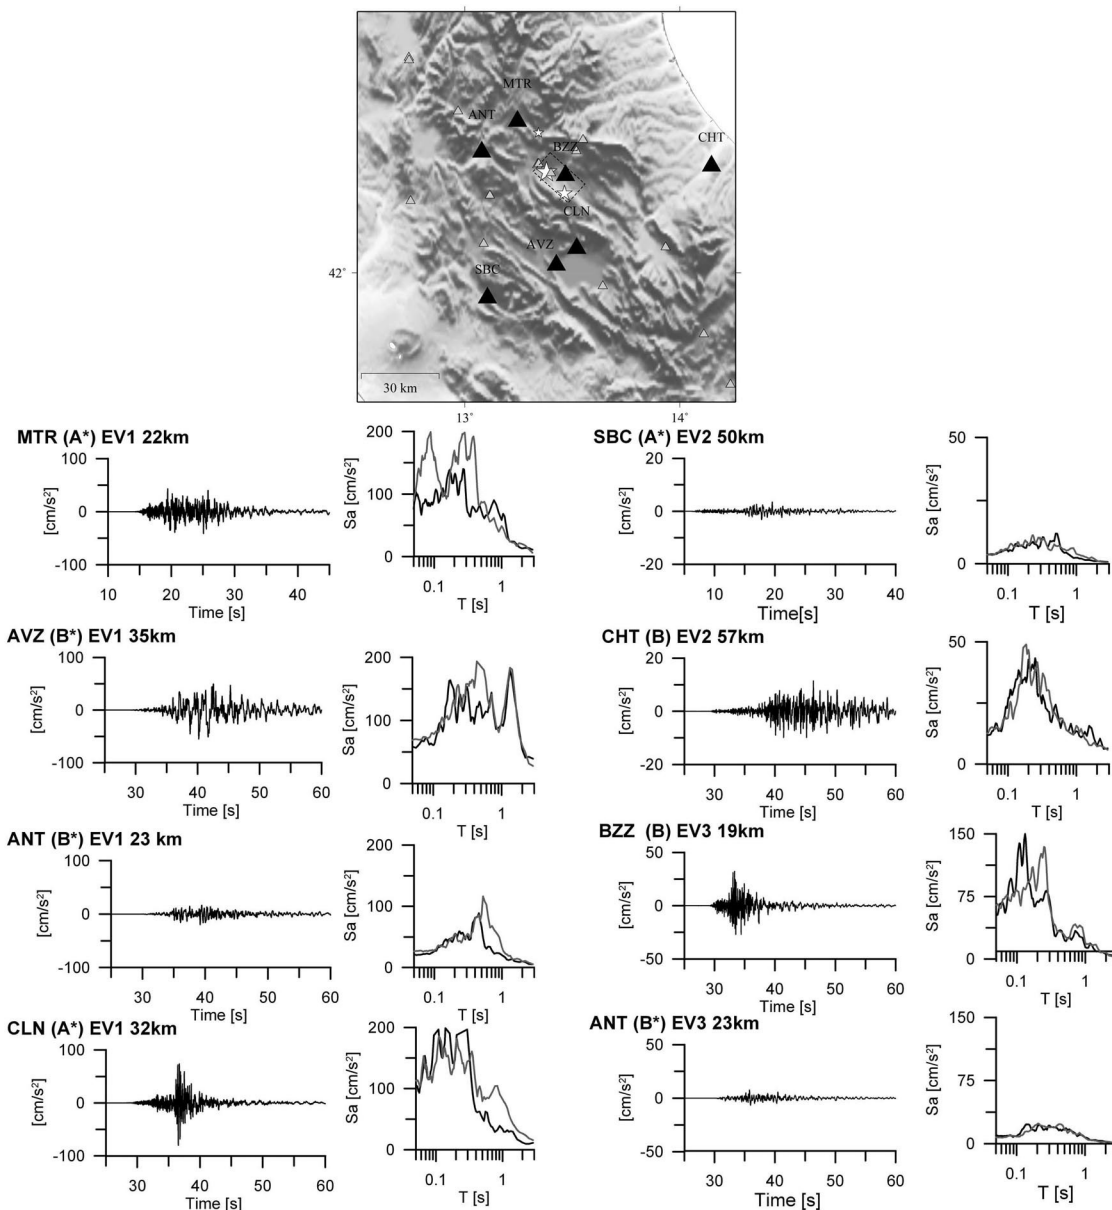 MTR
ANT
CHT
BZZ
CLN
AVZ
SBC
42°
30 km
13°
14°
MTR (A*) EV1 22km
100
0
-100
[cm/s²]
10 20 30 40
Time [s]
200
100
0
Sa [cm/s²]
0.1 1
T [s]
SBC (A*) EV2 50km
20
0
-20
[cm/s²]
10 20 30 40
Time[s]
50
0
Sa [cm/s²]
0.1 1
T [s]
AVZ (B*) EV1 35km
100
0
-100
[cm/s²]
30 40 50 60
Time [s]
200
100
0
Sa [cm/s²]
0.1 1
T [s]
CHT (B) EV2 57km
20
0
-20
[cm/s²]
30 40 50 60
Time [s]
50
0
Sa [cm/s²]
0.1 1
T [s]
ANT (B*) EV1 23 km
100
0
-100
[cm/s²]
30 40 50 60
Time [s]
200
100
0
Sa [cm/s²]
0.1 1
T [s]
BZZ (B) EV3 19km
50
0
-50
[cm/s²]
30 40 50 60
Time [s]
150
75
0
Sa [cm/s²]
0.1 1
T [s]
CLN (A*) EV1 32km
100
0
-100
[cm/s²]
30 40 50 60
Time [s]
200
100
0
Sa [cm/s²]
0.1 1
T [s]
ANT (B*) EV3 23km
50
0
-50
[cm/s²]
30 40 50 60
Time [s]
150
75
0
Sa [cm/s²]
0.1 1
T [s]